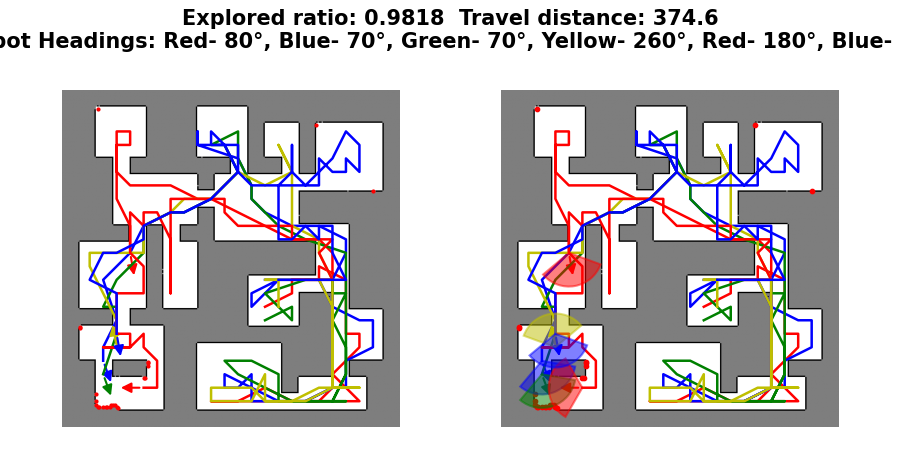 Explored ratio: 0.9818  Travel distance: 374.6
Headings: Red- 80°, Blue- 70°, Green- 70°, Yellow- 260°, Red- 180°, Blue-